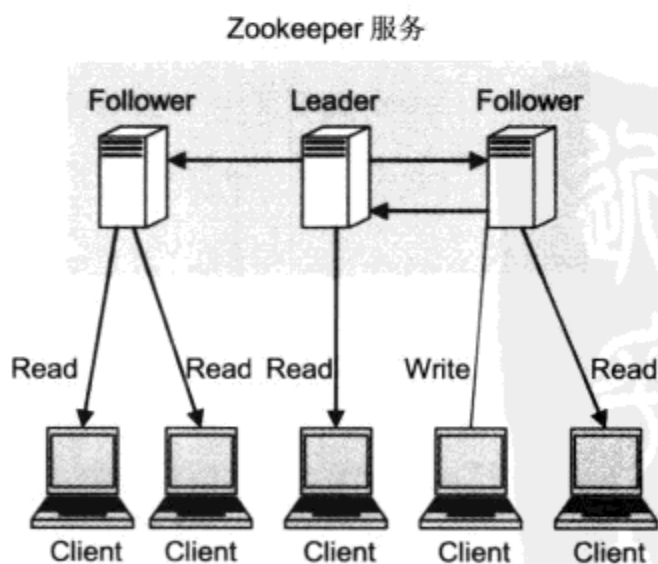 Zookeeper 服务
Follower Leader Follower
Read Read Read Write Read
Client Client Client Client Client